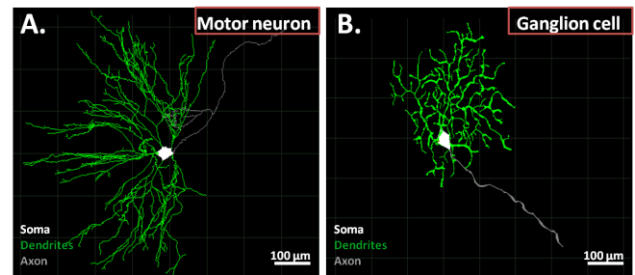 A.
Motor neuron
Soma
Dendrites
Axon
100 µm
B.
Ganglion cell
Soma
Dendrites
Axon
100 µm